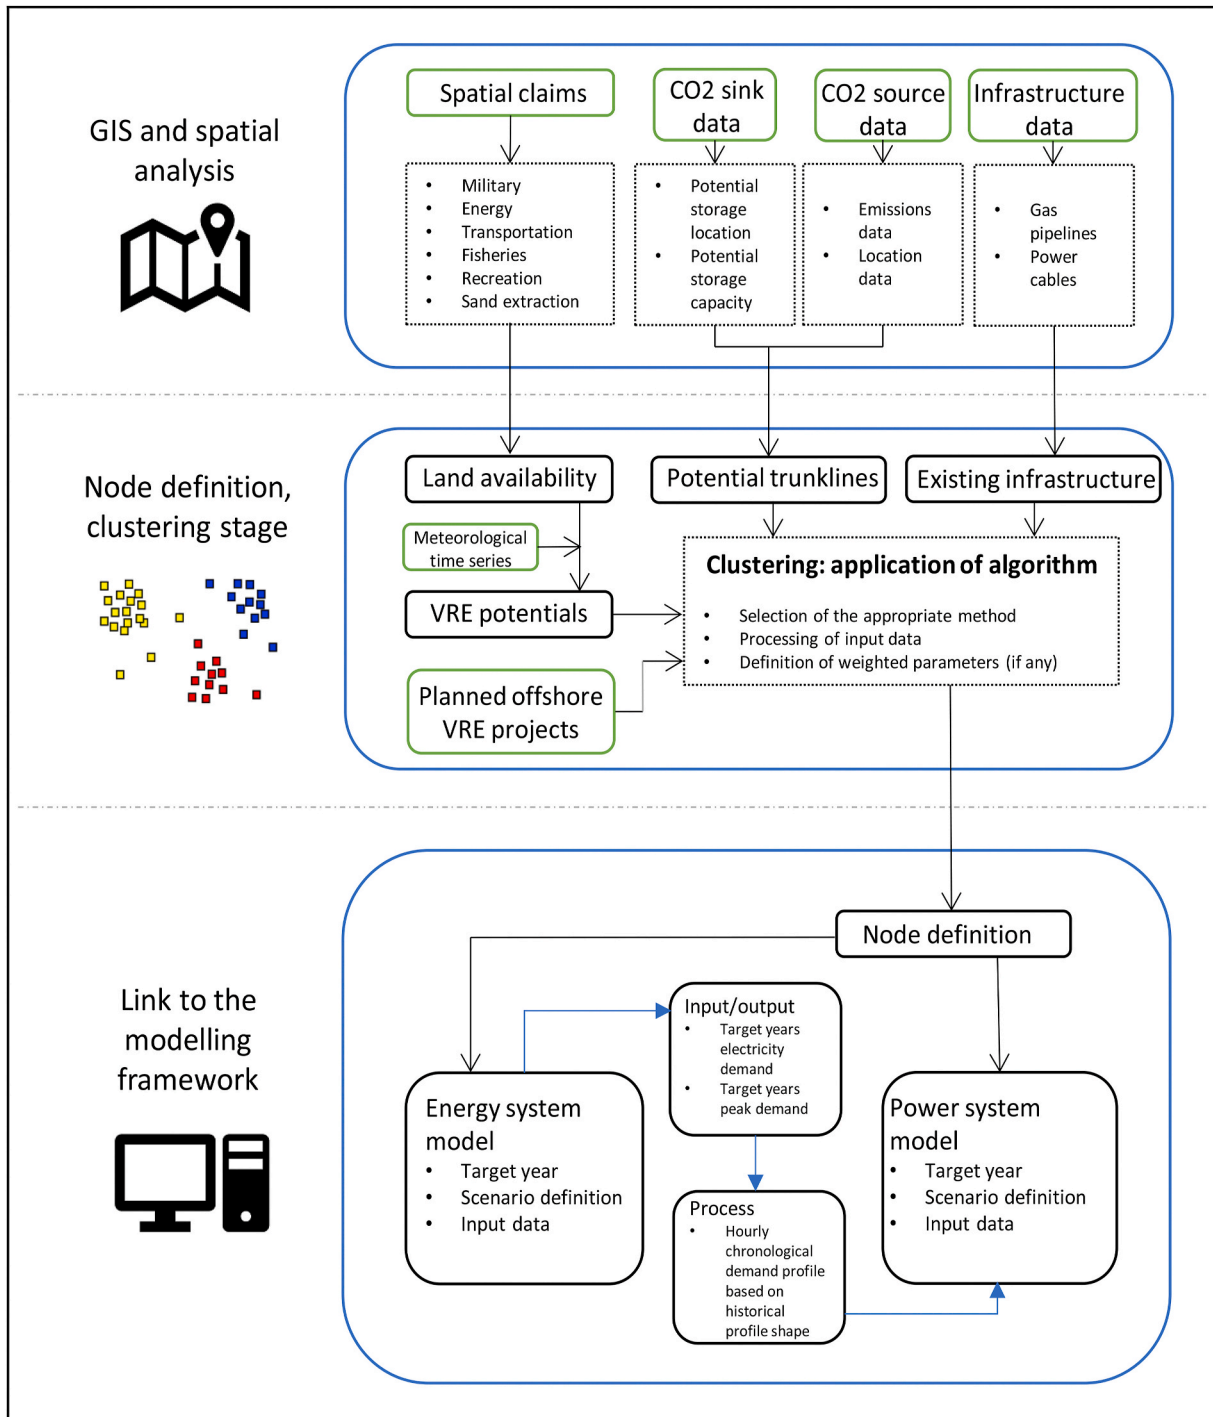 GIS and spatial
analysis
Spatial claims
• Military
• Energy
• Transportation
• Fisheries
• Recreation
• Sand extraction
CO2 sink
data
• Potential
storage
location
• Potential
storage
capacity
CO2 source
data
• Emissions
data
• Location
data
Infrastructure
data
• Gas
pipelines
• Power
cables
Node definition,
clustering stage
Land availability
Meteorological
time series
VRE potentials
Planned offshore
VRE projects
Potential trunklines
Existing infrastructure
Clustering: application of algorithm
• Selection of the appropriate method
• Processing of input data
• Definition of weighted parameters (if any)
Link to the
modelling
framework
Node definition
Energy system
model
• Target year
• Scenario definition
• Input data
Input/output
• Target years
electricity
demand
• Target years
peak demand
Process
• Hourly
chronological
demand profile
based on
historical
profile shape
Power system
model
• Target year
• Scenario definition
• Input data